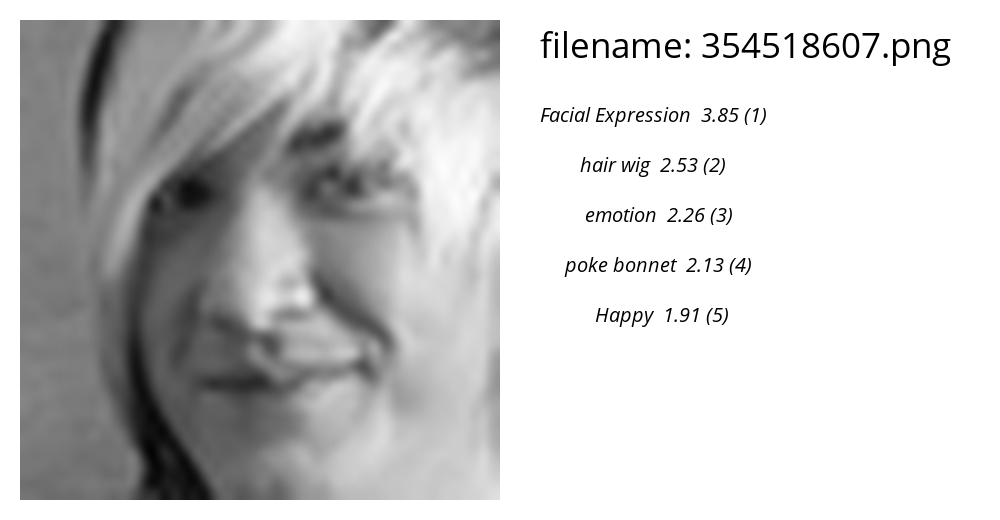 filename: 354518607.png
Facial Expression 3.85 (1)
hair wig 2.53 (2)
emotion 2.26 (3)
poke bonnet 2.13 (4)
Happy 1.91 (5)